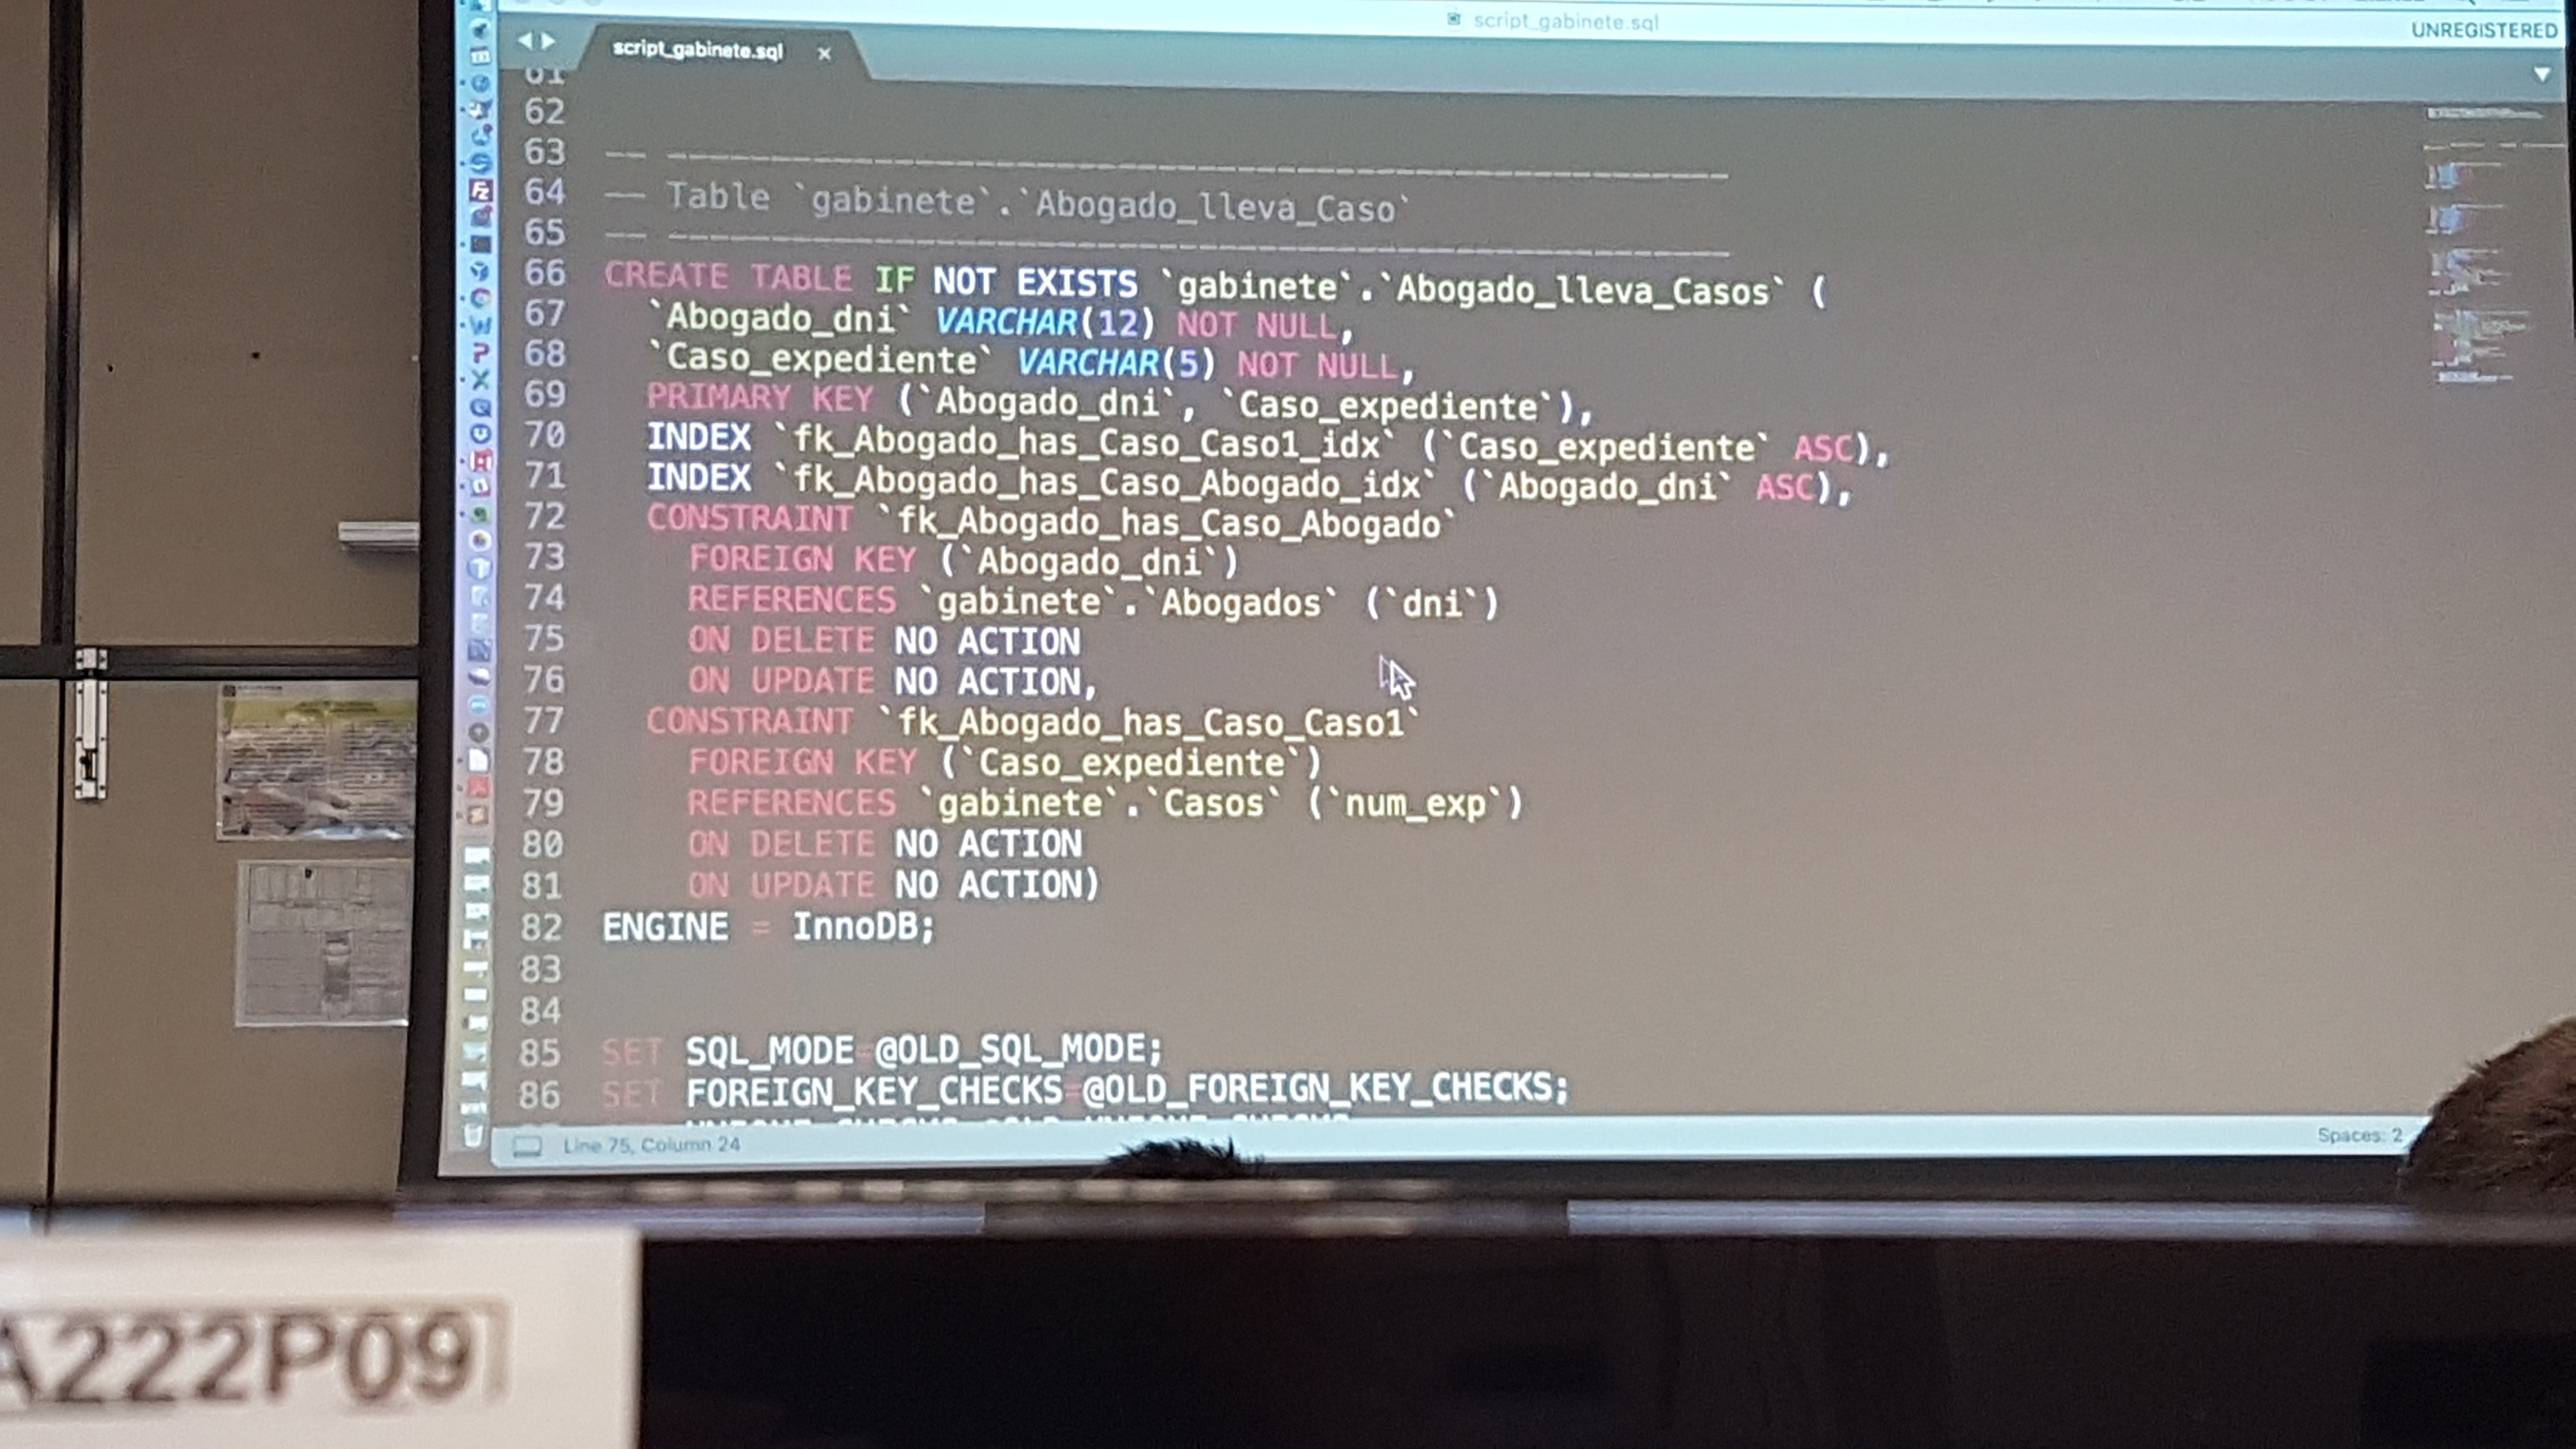 script_gabinete.sql
UNREGISTERED
script_gabinete.sql ×
61
62
63 -- ----------------------------------------------------
64 -- Table `gabinete`.`Abogado_lleva_Caso`
65 -- ----------------------------------------------------
66 CREATE TABLE IF NOT EXISTS `gabinete`.`Abogado_lleva_Casos` (
67 `Abogado_dni` VARCHAR(12) NOT NULL,
68 `Caso_expediente` VARCHAR(5) NOT NULL,
69 PRIMARY KEY (`Abogado_dni`, `Caso_expediente`),
70 INDEX `fk_Abogado_has_Caso_Caso1_idx` (`Caso_expediente` ASC),
71 INDEX `fk_Abogado_has_Caso_Abogado_idx` (`Abogado_dni` ASC),
72 CONSTRAINT `fk_Abogado_has_Caso_Abogado`
73 FOREIGN KEY (`Abogado_dni`)
74 REFERENCES `gabinete`.`Abogados` (`dni`)
75 ON DELETE NO ACTION
76 ON UPDATE NO ACTION,
77 CONSTRAINT `fk_Abogado_has_Caso_Caso1`
78 FOREIGN KEY (`Caso_expediente`)
79 REFERENCES `gabinete`.`Casos` (`num_exp`)
80 ON DELETE NO ACTION
81 ON UPDATE NO ACTION)
82 ENGINE = InnoDB;
83
84
85 SET SQL_MODE=@OLD_SQL_MODE;
86 SET FOREIGN_KEY_CHECKS=@OLD_FOREIGN_KEY_CHECKS;
Line 75, Column 24
Spaces: 2
A222P09